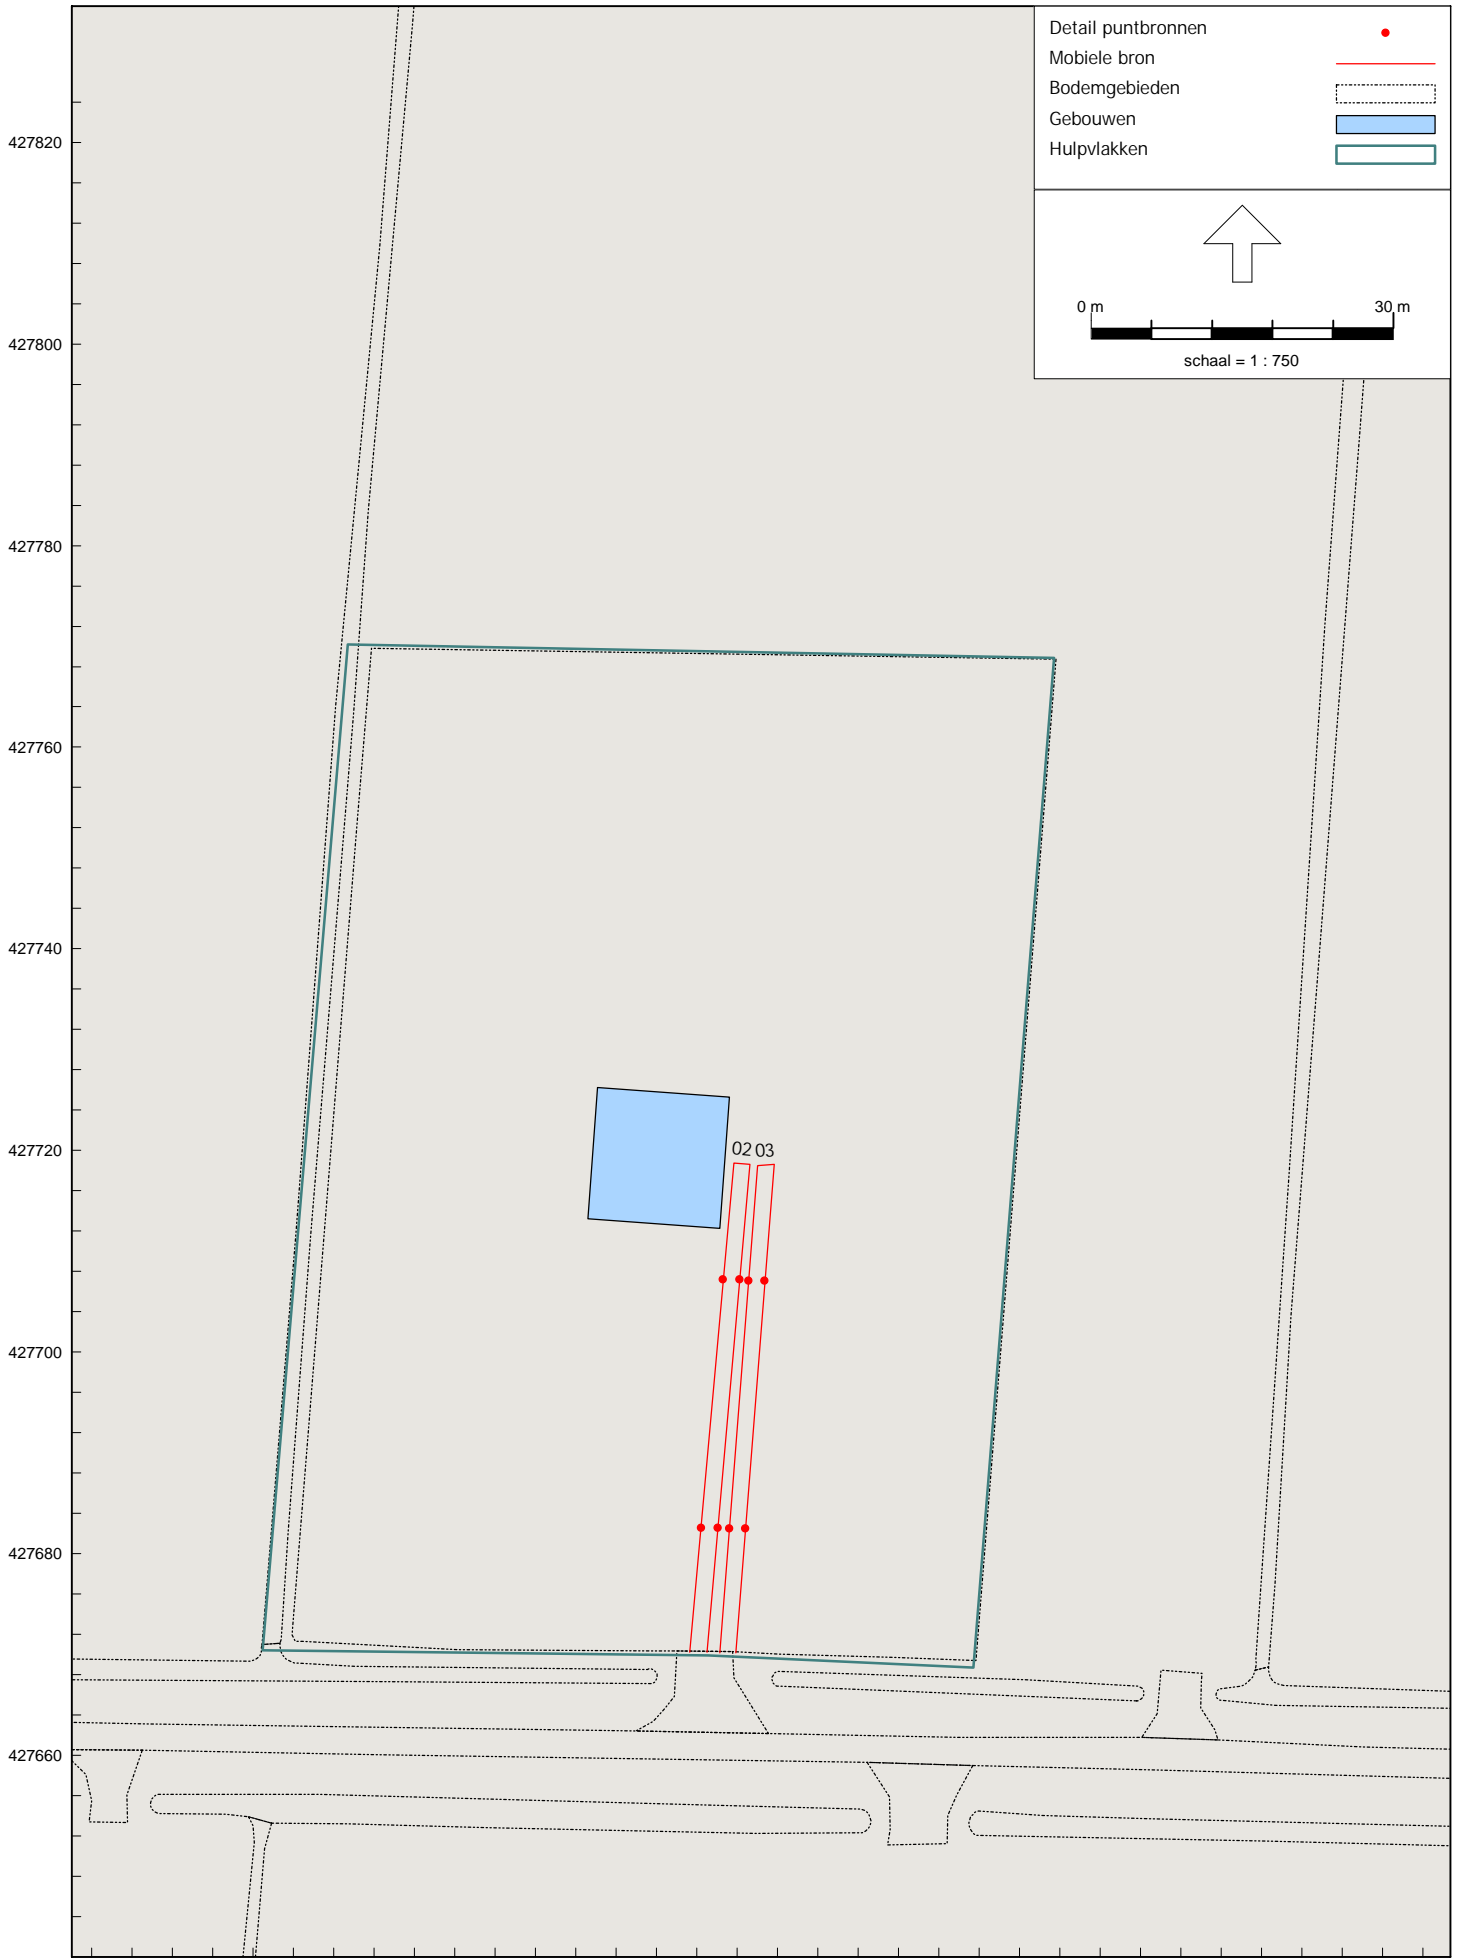 Detail puntbronnen
Mobiele bron
Bodemgebieden
Gebouwen
Hulpvlakken
0 m 30 m
schaal = 1 : 750
427820
427800
427780
427760
427740
427720
02 03
427700
427680
427660